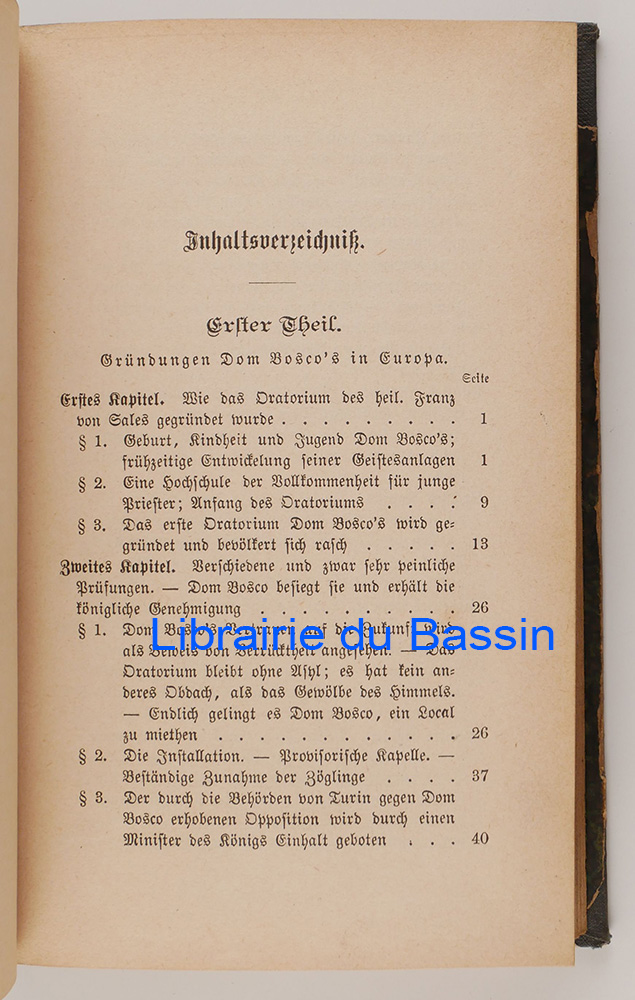 Inhaltsverzeichniß.
Erster Theil.
Gründungen Dom Bosco's in Europa.
Seite
Erstes Kapitel. Wie das Oratorium des heil. Franz
von Sales gegründet wurde . . . . . . . . . 1
§ 1. Geburt, Kindheit und Jugend Dom Bosco's;
frühzeitige Entwickelung seiner Geistesanlagen 1
§ 2. Eine Hochschule der Vollkommenheit für junge
Priester; Anfang des Oratoriums . . . . 9
§ 3. Das erste Oratorium Dom Bosco's wird ge-
gründet und bevölkert sich rasch . . . . . 13
Zweites Kapitel. Verschiedene und zwar sehr peinliche
Prüfungen. — Dom Bosco besiegt sie und erhält die
königliche Genehmigung . . . . . . . . . . 26
§ 1. Dom Bosco's Vertrauen auf die Zukunft wird
Librairie du Bassin
als Beweis von Verrücktheit angesehen. — Das
Oratorium bleibt ohne Asyl; es hat kein an-
deres Obdach, als das Gewölbe des Himmels.
— Endlich gelingt es Dom Bosco, ein Local
zu miethen . . . . . . . . . . . . 26
§ 2. Die Installation. — Provisorische Kapelle. —
Beständige Zunahme der Zöglinge . . . . 37
§ 3. Der durch die Behörden von Turin gegen Dom
Bosco erhobenen Opposition wird durch einen
Minister des Königs Einhalt geboten . . . 40